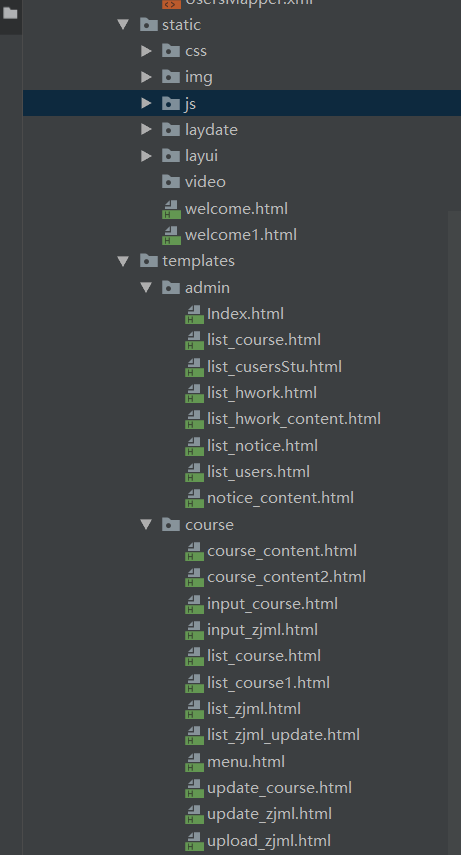 UsersMapper.xml
static
css
img
js
laydate
layui
video
welcome.html
welcome1.html
templates
admin
Index.html
list_course.html
list_cusersStu.html
list_hwork.html
list_hwork_content.html
list_notice.html
list_users.html
notice_content.html
course
course_content.html
course_content2.html
input_course.html
input_zjml.html
list_course.html
list_course1.html
list_zjml.html
list_zjml_update.html
menu.html
update_course.html
update_zjml.html
upload_zjml.html